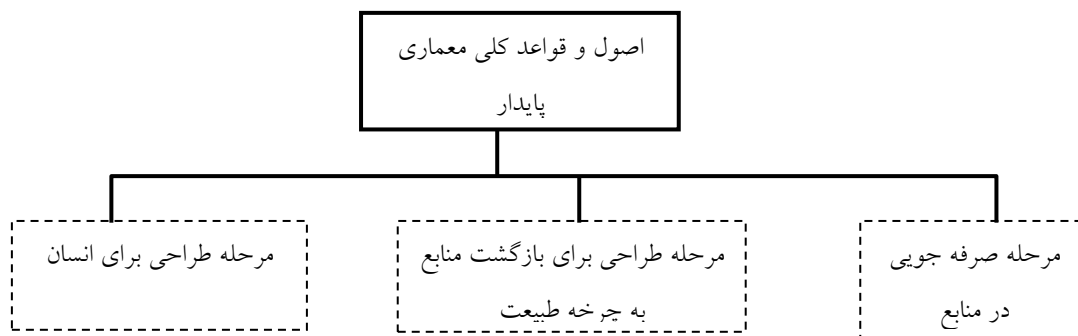 اصول و قواعد کلی معماری
پایدار
مرحله صرفه جویی
در منابع
مرحله طراحی برای بازگشت منابع
به چرخه طبیعت
مرحله طراحی برای انسان